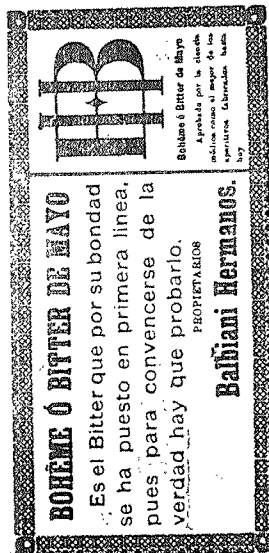 BOHÊME Ó BITTER DE MAYO
Es el Bitter que por su bondad
se ha puesto en primera linea,
pues para convencerse de la
verdad hay que probarlo.
PROPIETARIOS
Balbiani Hermanos.
HB
Bohême ó Bitter de Mayo
Aprobado por la ciencia
médica como el mejor de los
aperitivos fabricados hasta
hoy